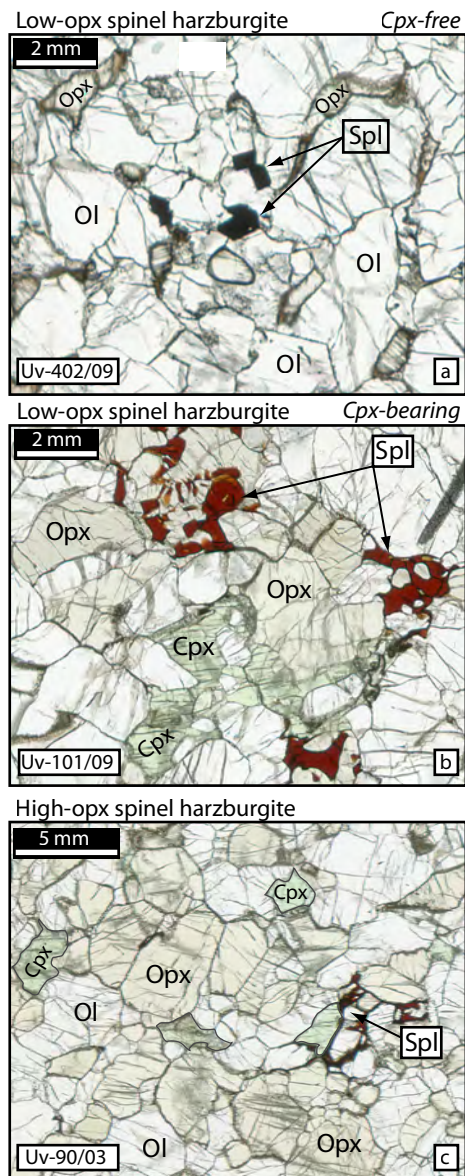 Low-opx spinel harzburgite Cpx-free
2 mm
Opx
Opx
Spl
Ol
Ol
Ol
Uv-402/09
a
Low-opx spinel harzburgite Cpx-bearing
2 mm
Spl
Opx
Opx
Cpx
Cpx
Uv-101/09
b
High-opx spinel harzburgite
5 mm
Cpx
Cpx
Opx
Ol
Spl
Uv-90/03
Ol
Opx
c